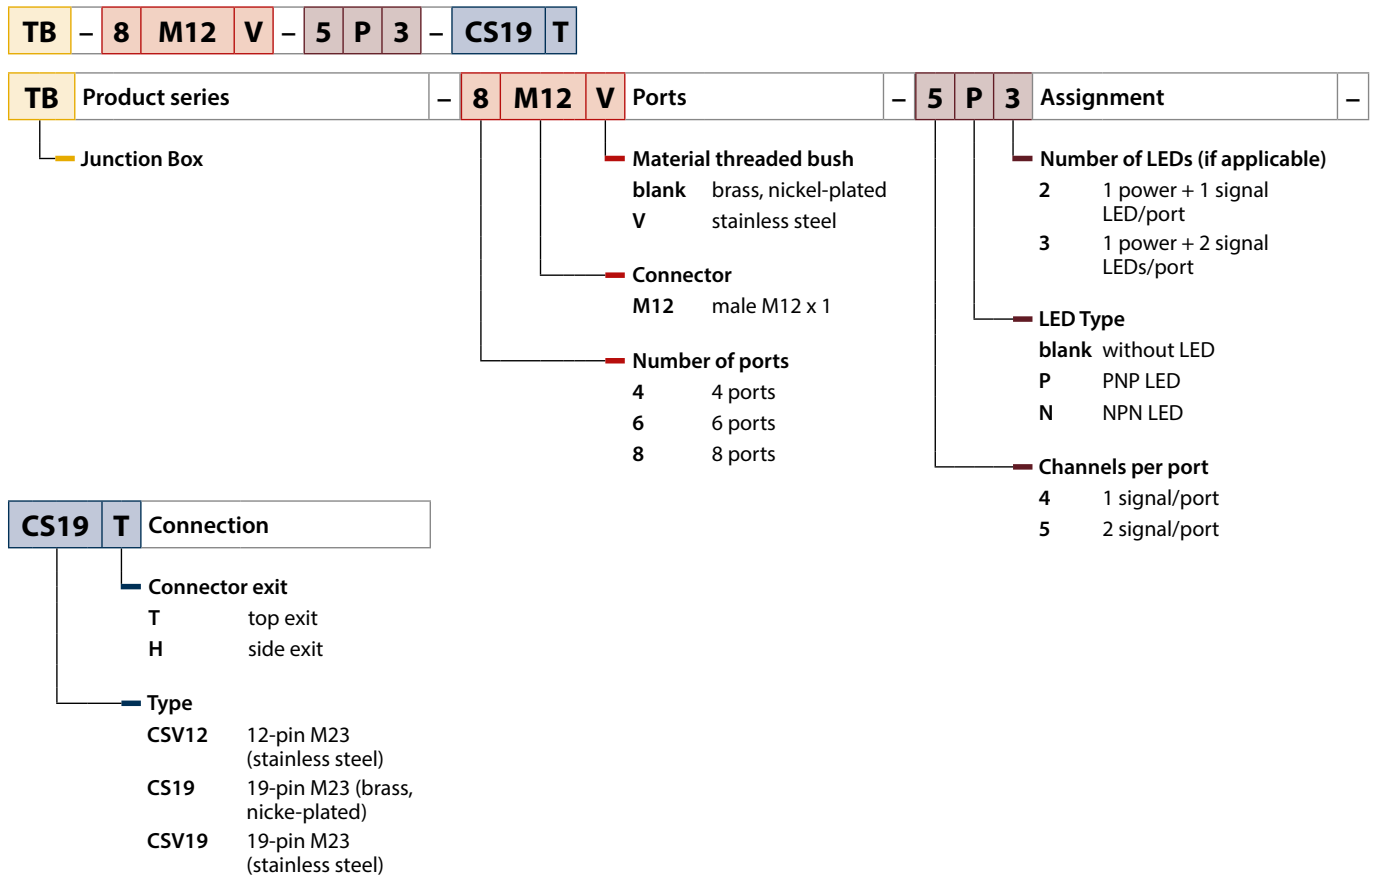 TB – 8 M12 V – 5 P 3 – CS19 T
TB Product series – 8 M12 V Ports – 5 P 3 Assignment –
Junction Box
Material threaded bush
blank brass, nickel-plated
V stainless steel
Connector
M12 male M12 x 1
Number of ports
4 4 ports
6 6 ports
8 8 ports
Number of LEDs (if applicable)
2 1 power + 1 signal
LED/port
3 1 power + 2 signal
LEDs/port
LED Type
blank without LED
P PNP LED
N NPN LED
Channels per port
4 1 signal/port
5 2 signal/port
CS19 T Connection
Connector exit
T top exit
H side exit
Type
CSV12 12-pin M23
(stainless steel)
CS19 19-pin M23 (brass,
nicke-plated)
CSV19 19-pin M23
(stainless steel)